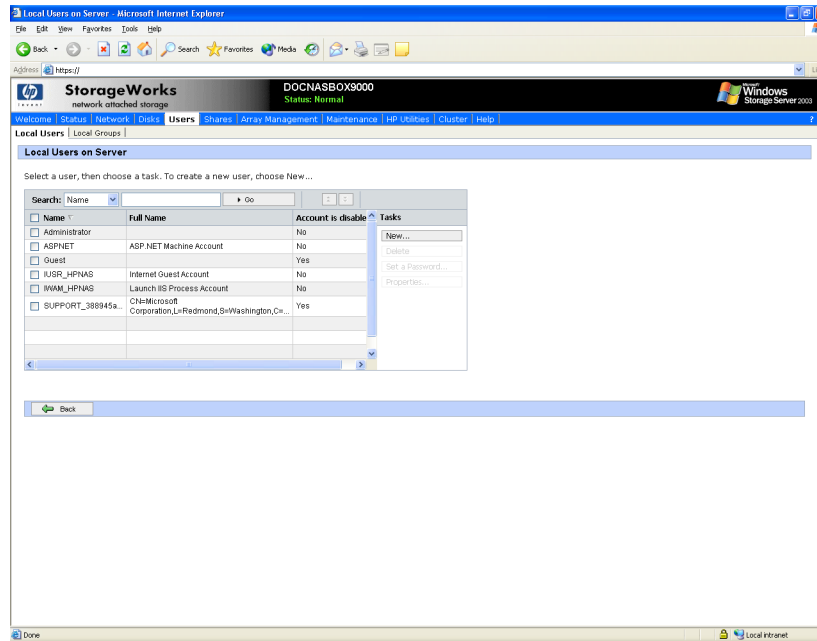 Local Users on Server - Microsoft Internet Explorer
File Edit View Favorites Tools Help
Back Search Favorites Media
Address https://
hp
invent
StorageWorks
network attached storage
DOCNASBOX9000
Status: Normal
Microsoft
Windows
Storage Server 2003
Welcome | Status | Network | Disks | Users | Shares | Array Management | Maintenance | HP Utilities | Cluster | Help | ?
Local Users | Local Groups |
Local Users on Server
Select a user, then choose a task. To create a new user, choose New...
Search: Name Go
Name Full Name Account is disable Tasks
Administrator No
ASPNET ASP.NET Machine Account No
Guest Yes
IUSR_HPNAS Internet Guest Account No
IWAM_HPNAS Launch IIS Process Account No
SUPPORT_388945a... CN=Microsoft Corporation,L=Redmond,S=Washington,C=... Yes
New...
Delete
Set a Password...
Properties...
Back
Done Local intranet